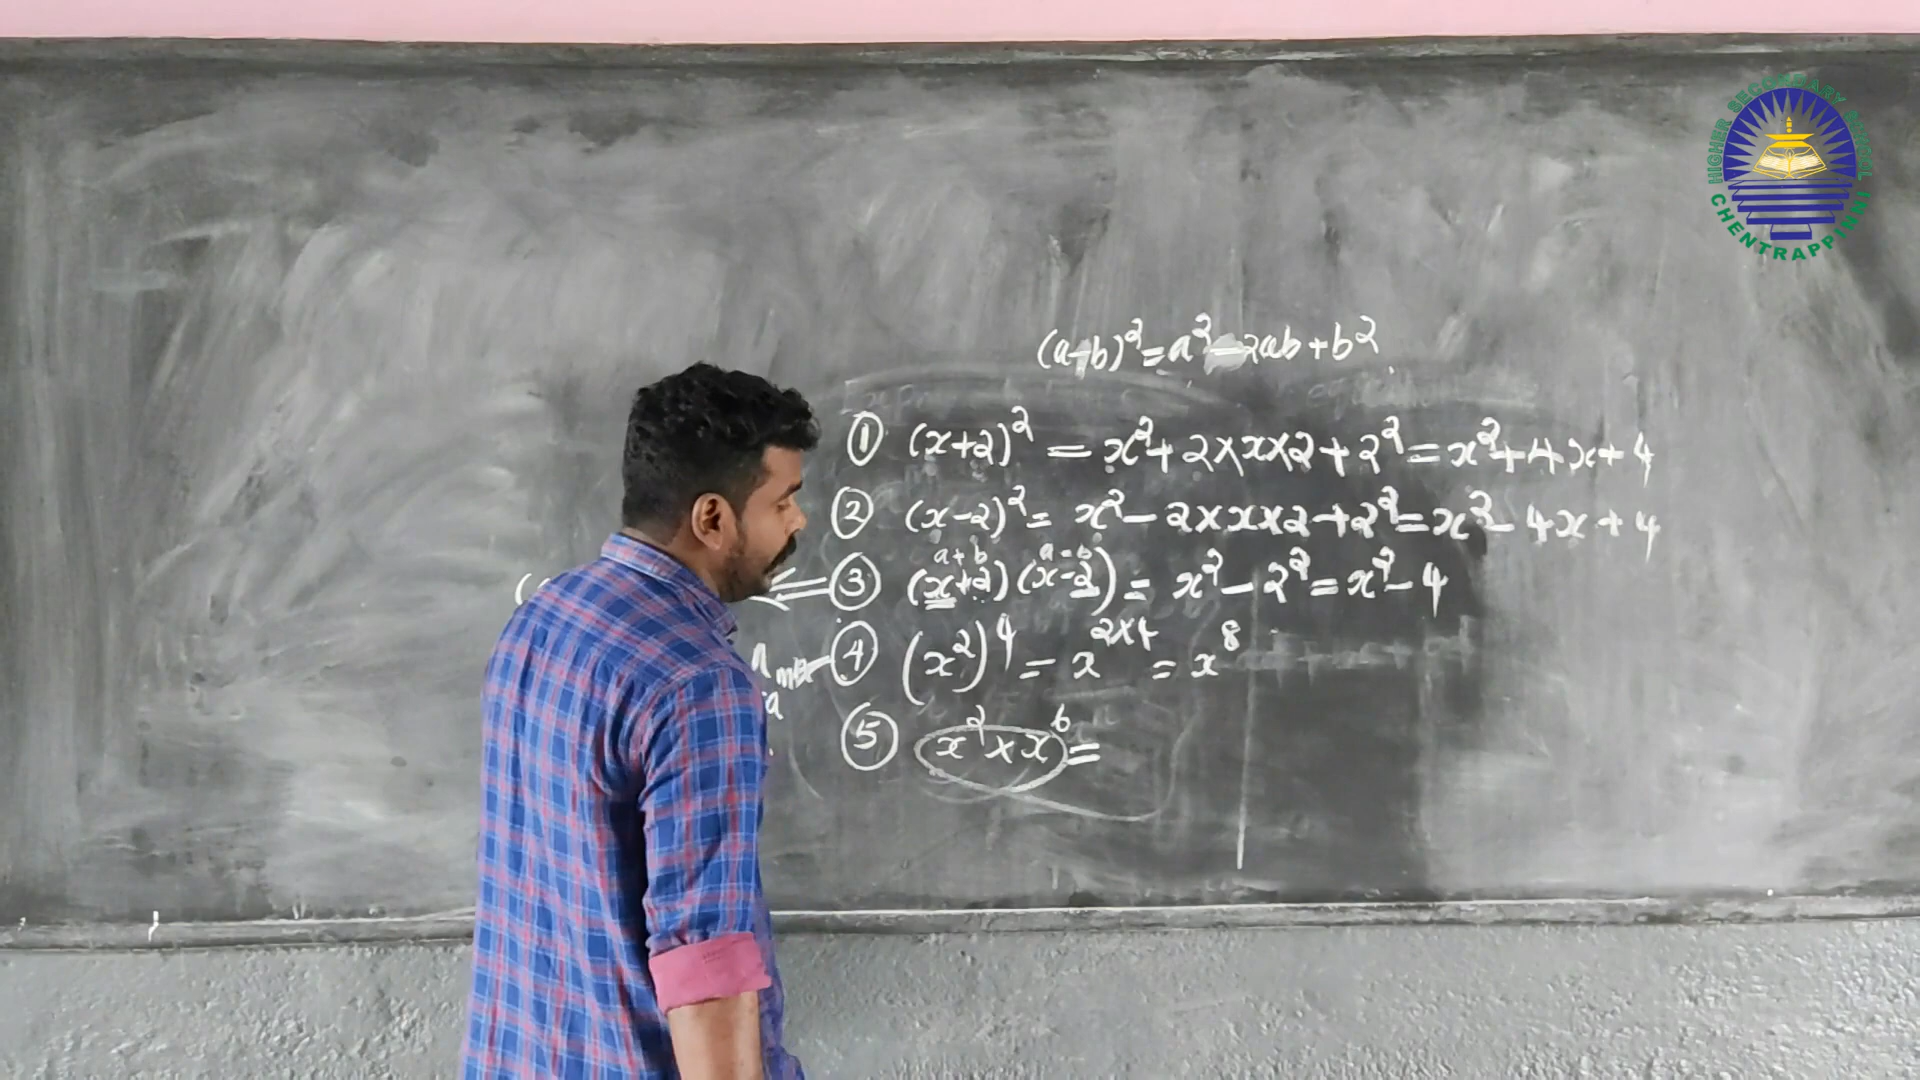 HIGHER SECONDARY SCHOOL
CHENTRAPPINNI
(a-b)² = a² - 2ab + b²
① (x+2)² = x² + 2×x×2 + 2² = x² + 4x + 4
② (x-2)² = x² - 2×x×2 + 2² = x² - 4x + 4
a+b a-b
③ (x+2)(x-2) = x² - 2² = x² - 4
④ (x²)⁴ = x²ˣ⁴ = x⁸
⑤ x² × x⁶ =